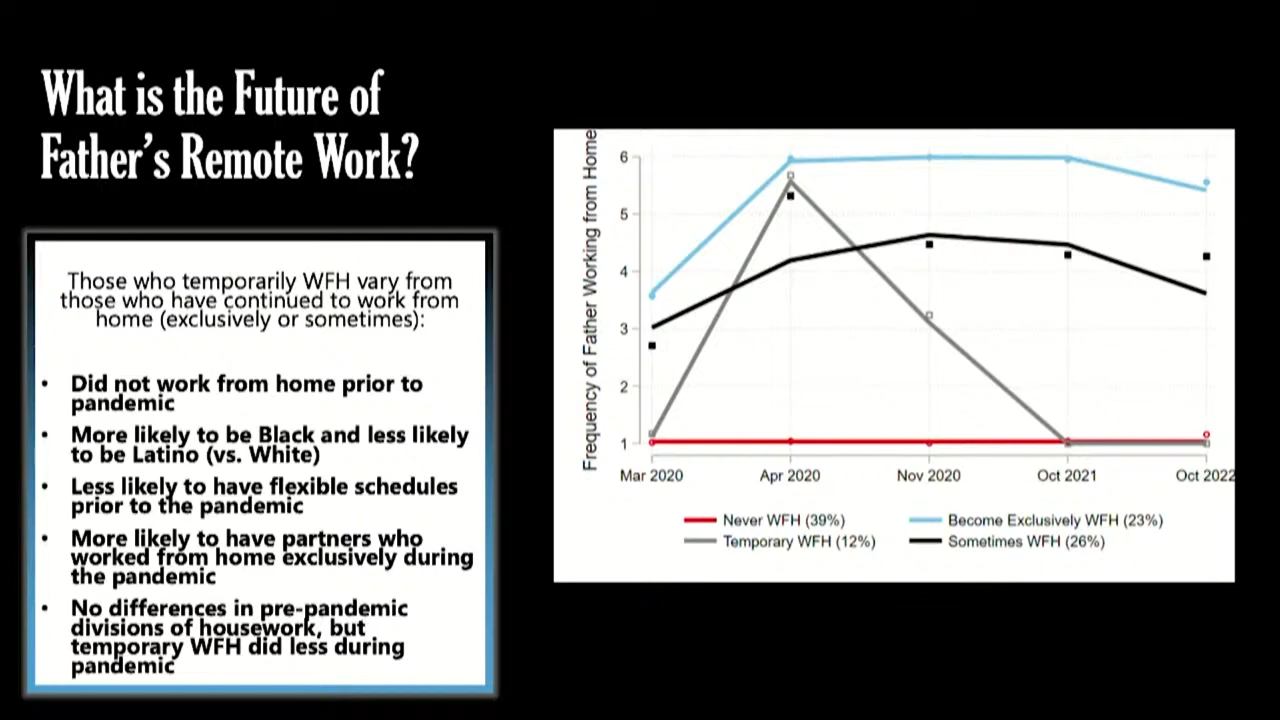 What is the Future of
Father's Remote Work?
Those who temporarily WFH vary from
those who have continued to work from
home (exclusively or sometimes):
• Did not work from home prior to
pandemic
• More likely to be Black and less likely
to be Latino (vs. White)
• Less likely to have flexible schedules
prior to the pandemic
• More likely to have partners who
worked from home exclusively during
the pandemic
• No differences in pre-pandemic
divisions of housework, but
temporary WFH did less during
pandemic
Frequency of Father Working from Home
6
5
4
3
2
1
Mar 2020 Apr 2020 Nov 2020 Oct 2021 Oct 2022
Never WFH (39%) Become Exclusively WFH (23%)
Temporary WFH (12%) Sometimes WFH (26%)